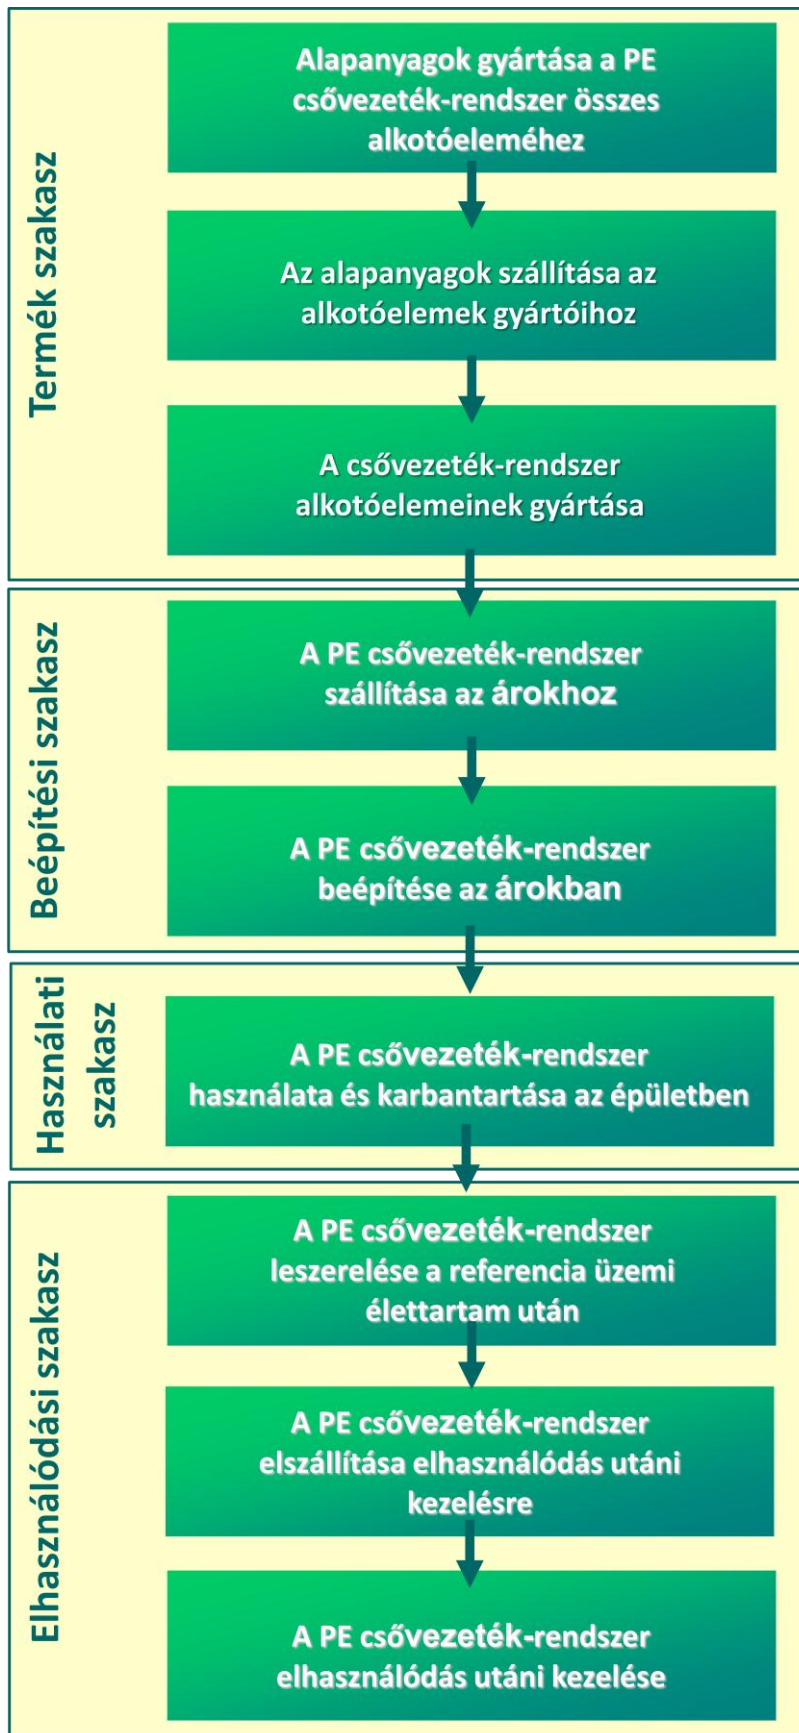 Termék szakasz
Alapanyagok gyártása a PE
csővezeték-rendszer összes
alkotóeleméhez
Az alapanyagok szállítása az
alkotóelemek gyártóihoz
A csővezeték-rendszer
alkotóelemeinek gyártása
Beépítési szakasz
A PE csővezeték-rendszer
szállítása az árokhoz
A PE csővezeték-rendszer
beépítése az árokban
Használati
szakasz
A PE csővezeték-rendszer
használata és karbantartása az épületben
Elhasználódási szakasz
A PE csővezeték-rendszer
leszerelése a referencia üzemi
élettartam után
A PE csővezeték-rendszer
elszállítása elhasználódás utáni
kezelésre
A PE csővezeték-rendszer
elhasználódás utáni kezelése